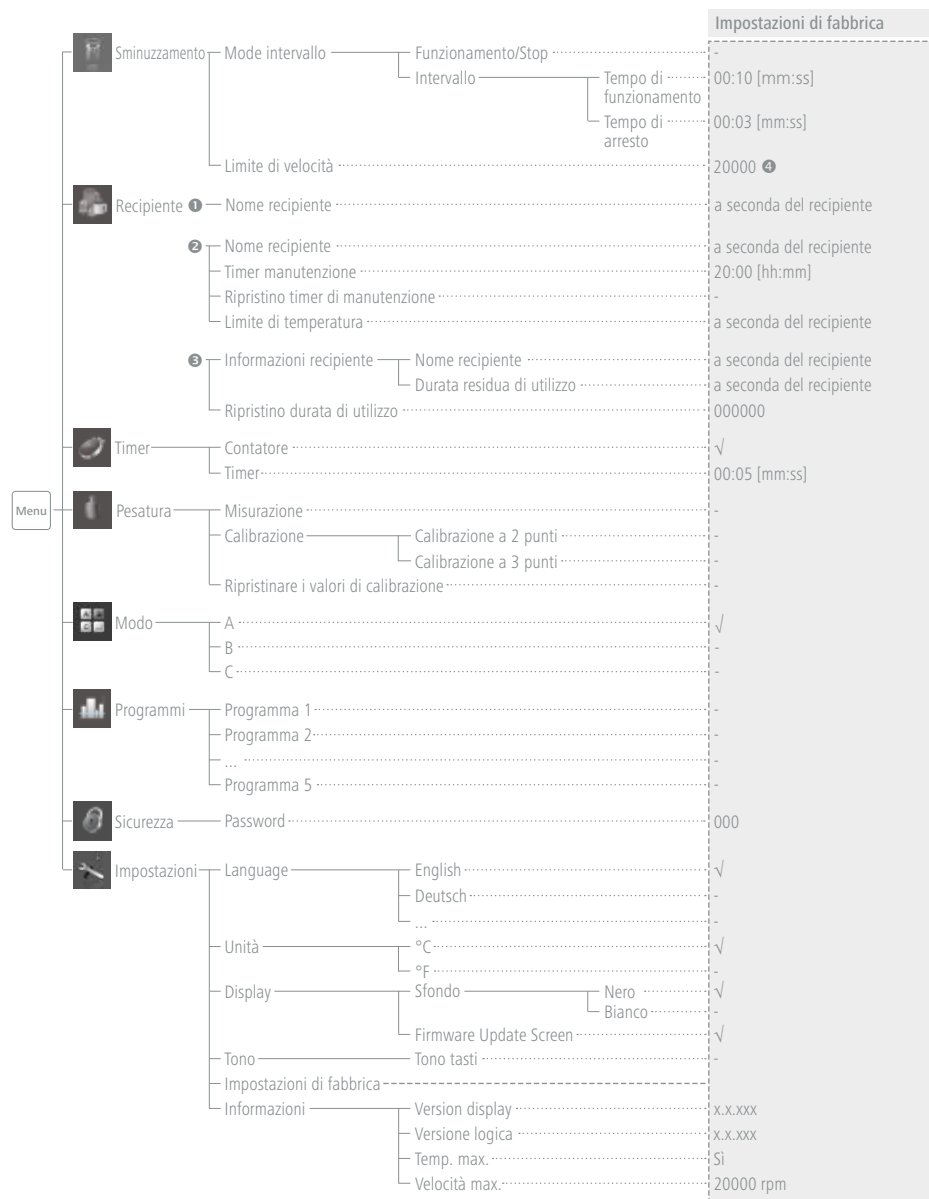 Impostazioni di fabbrica
Sminuzzamento Mode intervallo Funzionamento/Stop -
Intervallo Tempo di funzionamento 00:10 [mm:ss]
Tempo di arresto 00:03 [mm:ss]
Limite di velocità 20000 ❹
Recipiente ❶ Nome recipiente a seconda del recipiente
❷ Nome recipiente a seconda del recipiente
Timer manutenzione 20:00 [hh:mm]
Ripristino timer di manutenzione -
Limite di temperatura a seconda del recipiente
❸ Informazioni recipiente Nome recipiente a seconda del recipiente
Durata residua di utilizzo a seconda del recipiente
Ripristino durata di utilizzo 000000
Timer Contatore √
Timer 00:05 [mm:ss]
Menu
Pesatura Misurazione -
Calibrazione Calibrazione a 2 punti -
Calibrazione a 3 punti -
Ripristinare i valori di calibrazione -
Modo A √
B -
C -
Programmi Programma 1 -
Programma 2 -
... -
Programma 5 -
Sicurezza Password 000
Impostazioni Language English √
Deutsch -
... -
Unità °C √
°F -
Display Sfondo Nero √
Bianco -
Firmware Update Screen √
Tono Tono tasti -
Impostazioni di fabbrica
Informazioni Version display x.x.xxx
Versione logica x.x.xxx
Temp. max. Sì
Velocità max. 20000 rpm